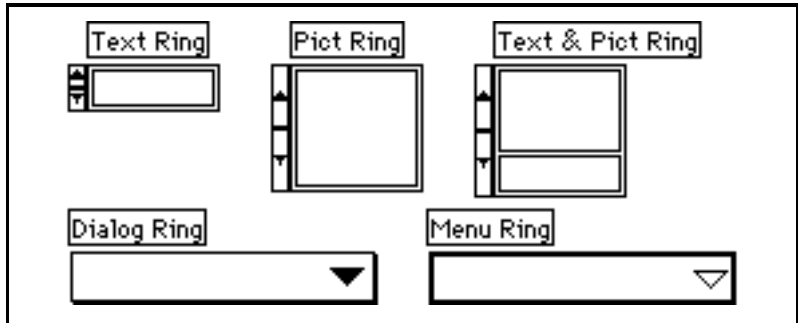 Text Ring
Pict Ring
Text & Pict Ring
Dialog Ring
Menu Ring